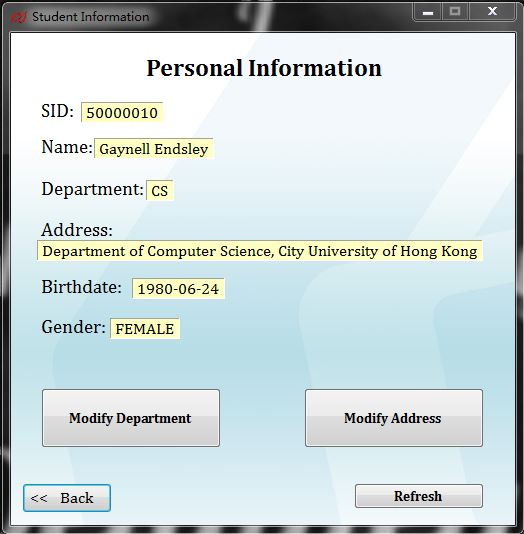 Student Information
Personal Information
SID: 50000010
Name: Gaynell Endsley
Department: CS
Address:
Department of Computer Science, City University of Hong Kong
Birthdate: 1980-06-24
Gender: FEMALE
Modify Department Modify Address
<< Back Refresh